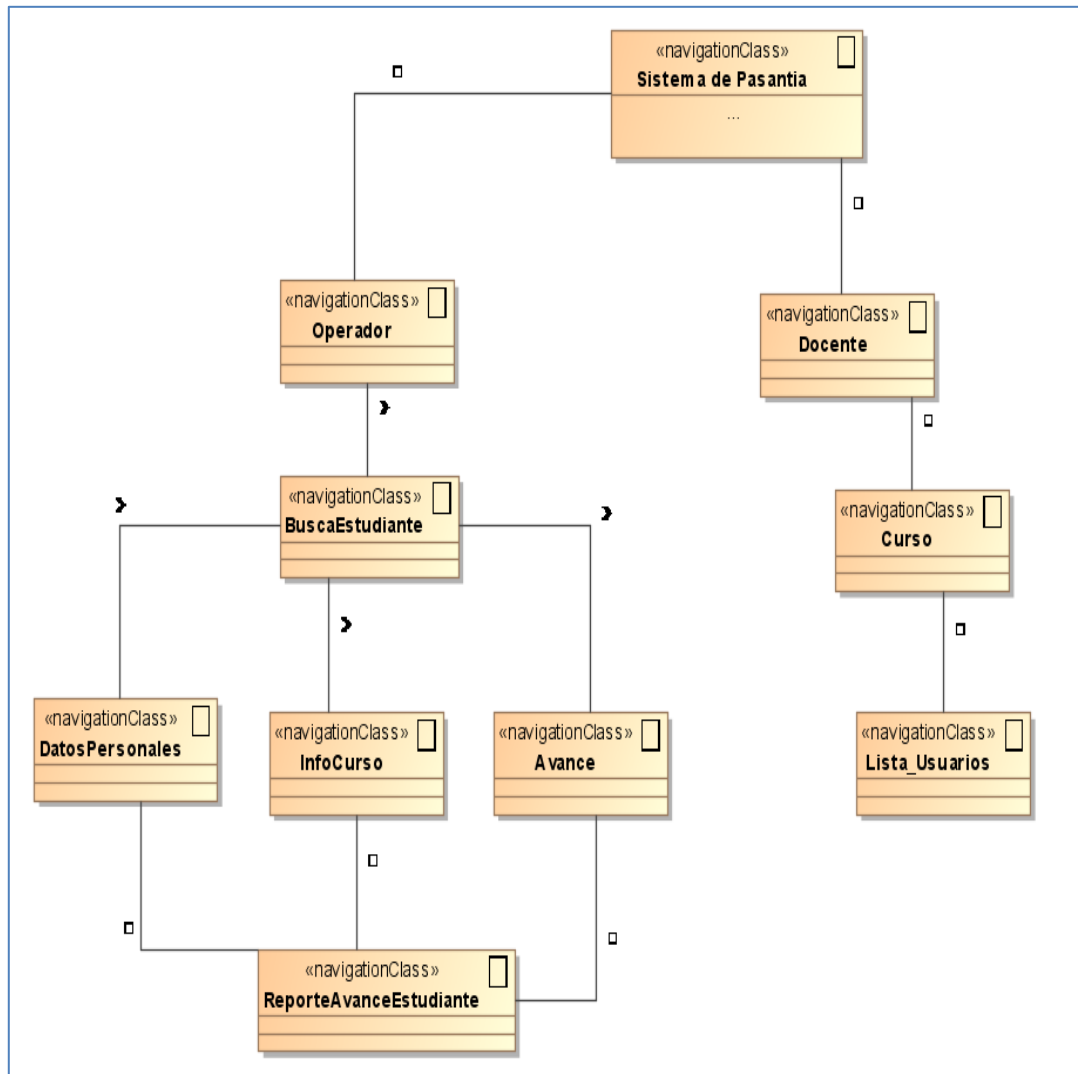 «navigationClass»
Sistema de Pasantia
...
«navigationClass»
Operador
«navigationClass»
Docente
«navigationClass»
BuscaEstudiante
«navigationClass»
Curso
«navigationClass»
DatosPersonales
«navigationClass»
InfoCurso
«navigationClass»
Avance
«navigationClass»
Lista_Usuarios
«navigationClass»
ReporteAvanceEstudiante